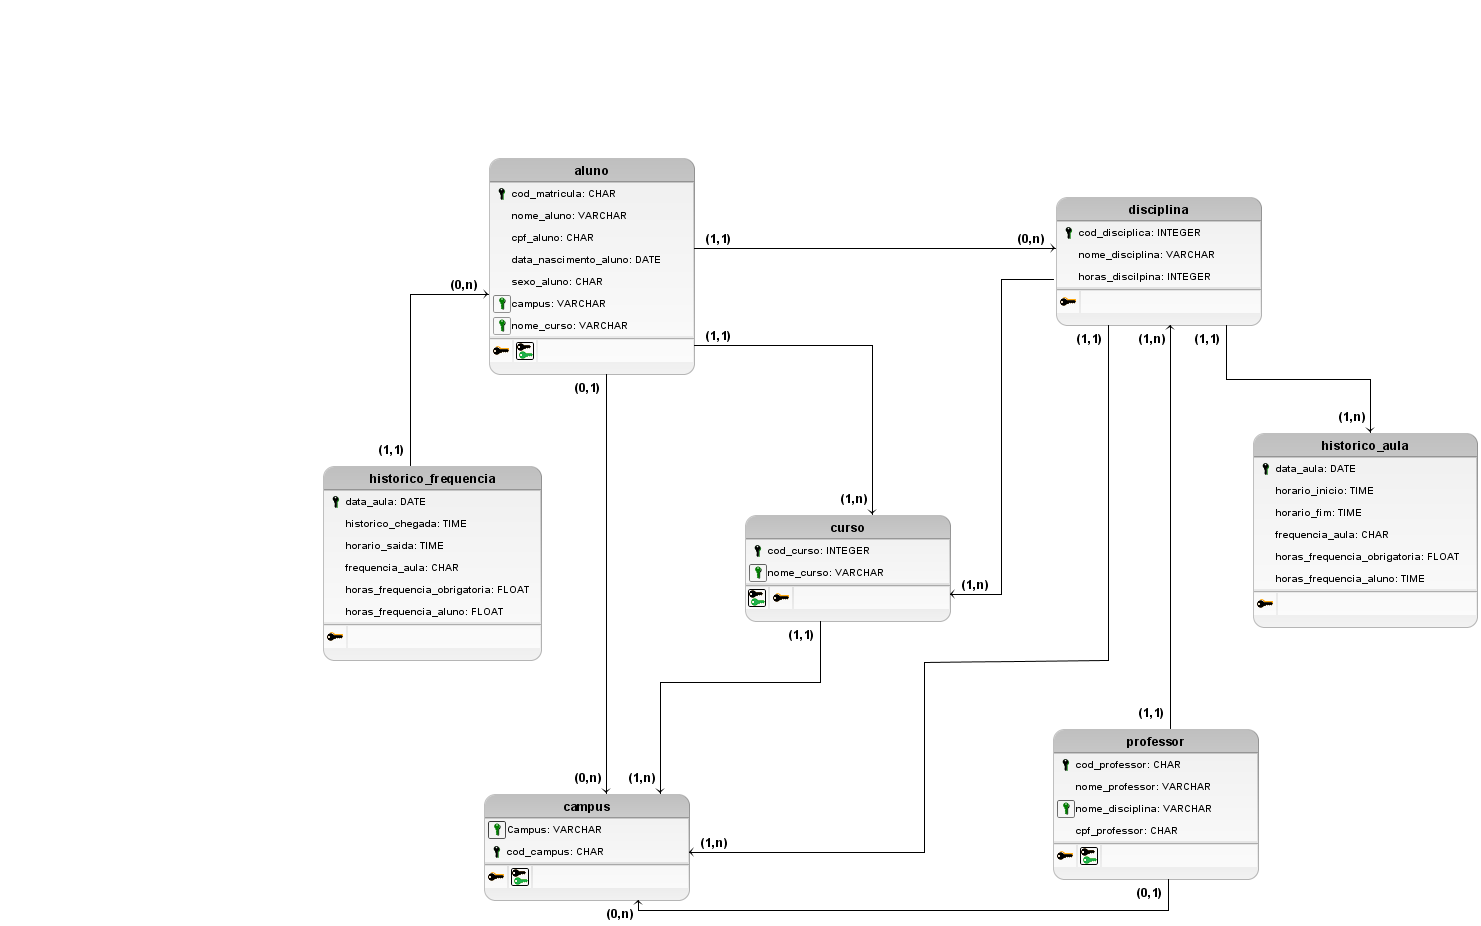 aluno
cod_matricula: CHAR
nome_aluno: VARCHAR
cpf_aluno: CHAR
data_nascimento_aluno: DATE
sexo_aluno: CHAR
campus: VARCHAR
nome_curso: VARCHAR
disciplina
cod_disciplica: INTEGER
nome_disciplina: VARCHAR
horas_discilpina: INTEGER
(1,1)
(0,n)
(0,n)
(1,1)
(0,1)
(1,1)
(1,n)
(1,1)
(1,n)
(1,1)
historico_frequencia
data_aula: DATE
historico_chegada: TIME
horario_saida: TIME
frequencia_aula: CHAR
horas_frequencia_obrigatoria: FLOAT
horas_frequencia_aluno: FLOAT
historico_aula
data_aula: DATE
horario_inicio: TIME
horario_fim: TIME
frequencia_aula: CHAR
horas_frequencia_obrigatoria: FLOAT
horas_frequencia_aluno: TIME
(1,n)
curso
cod_curso: INTEGER
nome_curso: VARCHAR
(1,n)
(1,1)
(1,1)
professor
cod_professor: CHAR
nome_professor: VARCHAR
nome_disciplina: VARCHAR
cpf_professor: CHAR
(0,n)
(1,n)
campus
Campus: VARCHAR
cod_campus: CHAR
(1,n)
(0,1)
(0,n)